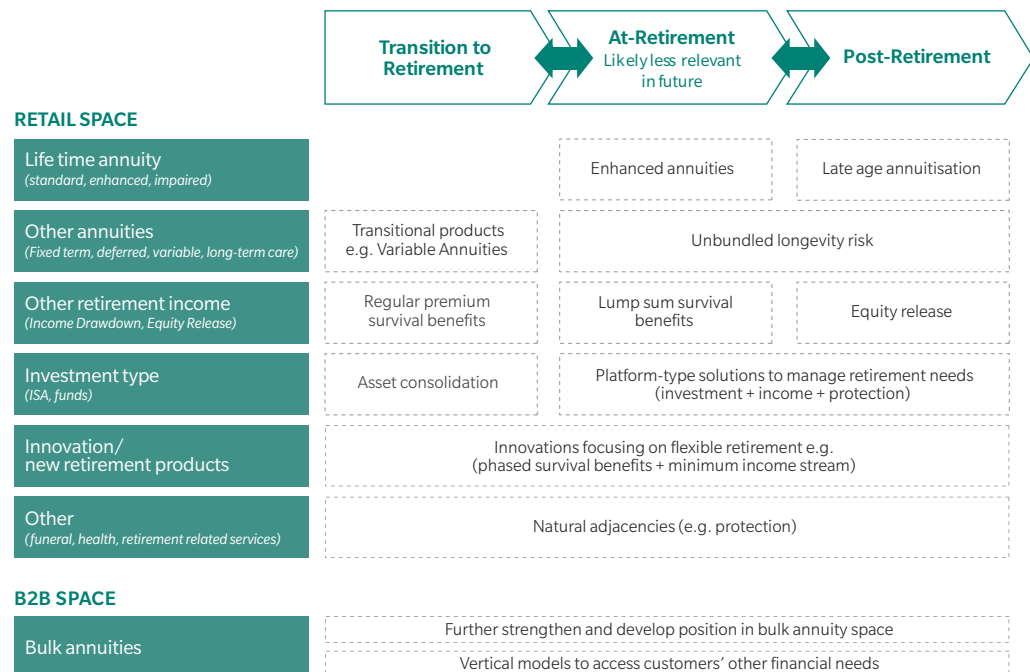 Transition to
Retirement
At-Retirement
Likely less relevant
in future
Post-Retirement
RETAIL SPACE
Life time annuity
(standard, enhanced, impaired)
Enhanced annuities
Late age annuitisation
Other annuities
(Fixed term, deferred, variable, long-term care)
Transitional products
e.g. Variable Annuities
Unbundled longevity risk
Other retirement income
(Income Drawdown, Equity Release)
Regular premium
survival benefits
Lump sum survival
benefits
Equity release
Investment type
(ISA, funds)
Asset consolidation
Platform-type solutions to manage retirement needs
(investment + income + protection)
Innovation/
new retirement products
Innovations focusing on flexible retirement e.g.
(phased survival benefits + minimum income stream)
Other
(funeral, health, retirement related services)
Natural adjacencies (e.g. protection)
B2B SPACE
Bulk annuities
Further strengthen and develop position in bulk annuity space
Vertical models to access customers’ other financial needs